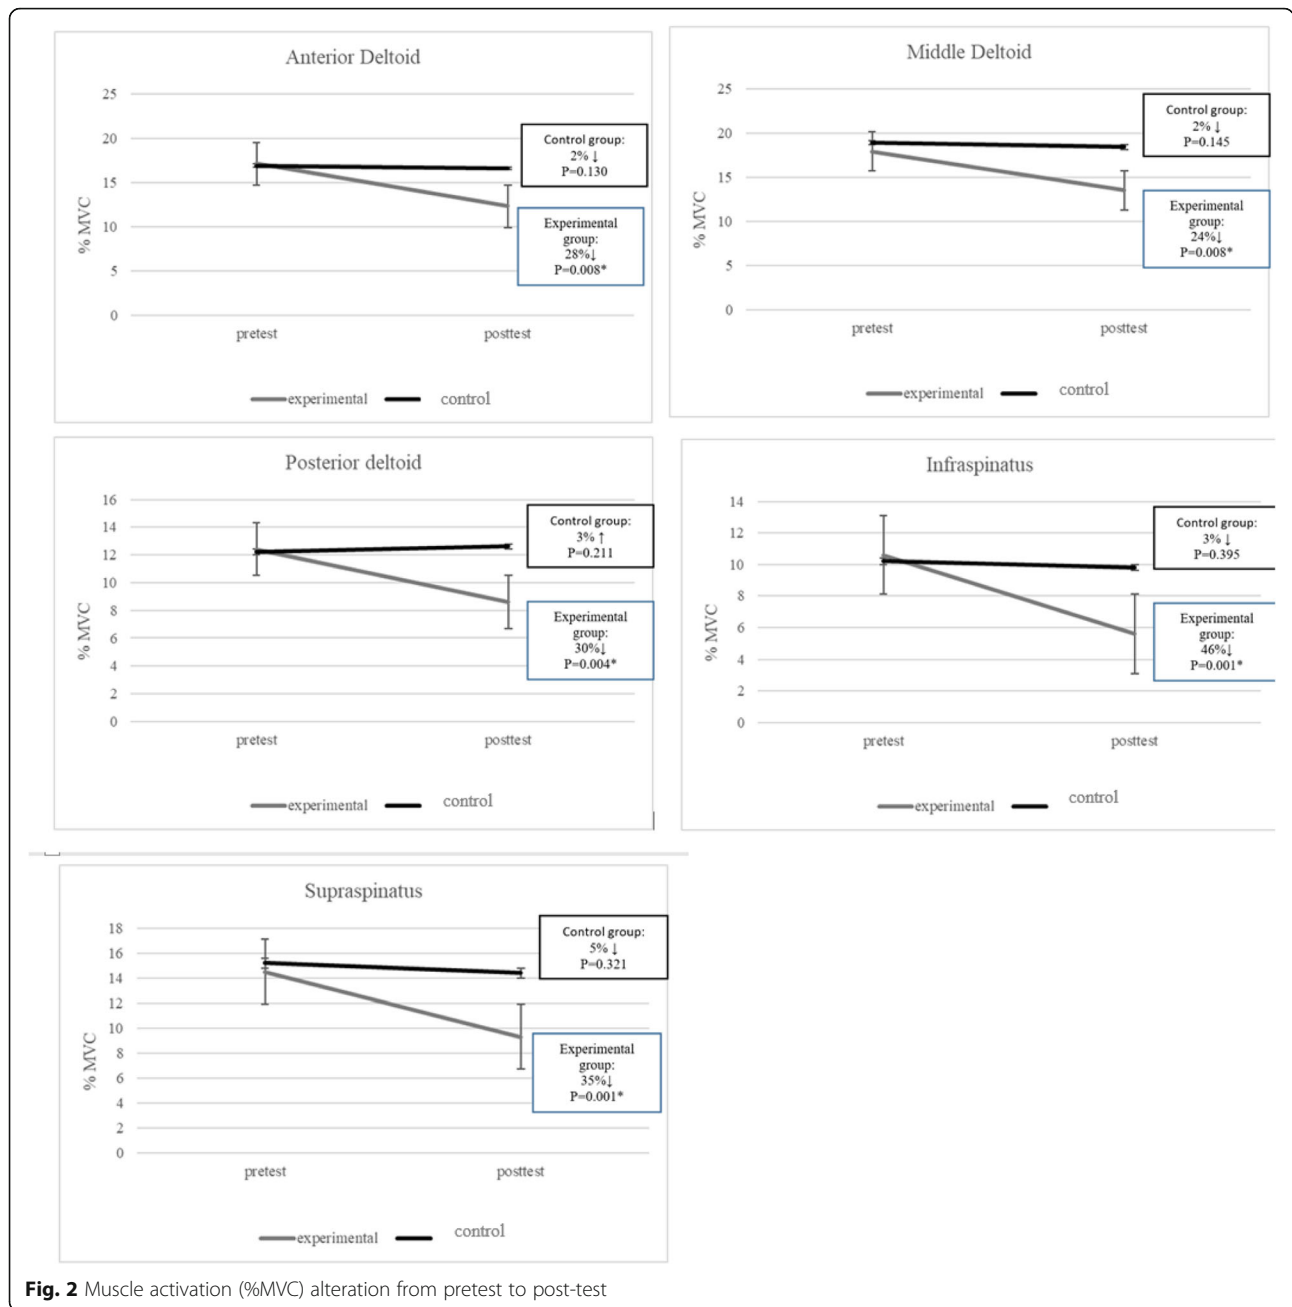 Anterior Deltoid
25
20
15
10
5
0
% MVC
Control group:
2% ↓
P=0.130
Experimental
group:
28%↓
P=0.008*
pretest
posttest
experimental
control
Middle Deltoid
25
20
15
10
5
0
% MVC
Control group:
2% ↓
P=0.145
Experimental
group:
24%↓
P=0.008*
pretest
posttest
experimental
control
Posterior deltoid
16
14
12
10
8
6
4
2
0
% MVC
Control group:
3% ↑
P=0.211
Experimental
group:
30%↓
P=0.004*
pretest
posttest
experimental
control
Infraspinatus
14
12
10
8
6
4
2
0
% MVC
Control group:
3% ↓
P=0.395
Experimental
group:
46%↓
P=0.001*
pretest
posttest
experimental
control
Supraspinatus
18
16
14
12
10
8
6
4
2
0
% MVC
Control group:
5% ↓
P=0.321
Experimental
group:
35%↓
P=0.001*
pretest
posttest
experimental
control
Fig. 2 Muscle activation (%MVC) alteration from pretest to post-test